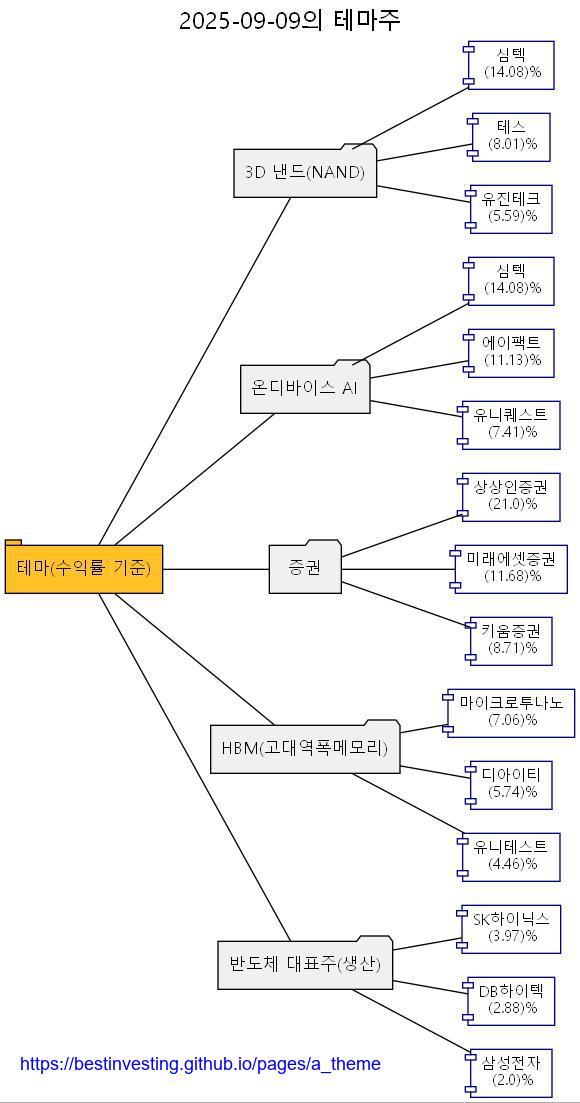 2025-09-09의 테마주
심텍
(14.08)%
테스
(8.01)%
3D 낸드(NAND)
유진테크
(5.59)%
심텍
(14.08)%
에이팩트
(11.13)%
온디바이스 AI
유니퀘스트
(7.41)%
상상인증권
(21.0)%
테마(수익률 기준)
증권
미래에셋증권
(11.68)%
키움증권
(8.71)%
마이크로투나노
(7.06)%
HBM(고대역폭메모리)
디아이티
(5.74)%
유니테스트
(4.46)%
SK하이닉스
(3.97)%
반도체 대표주(생산)
DB하이텍
(2.88)%
삼성전자
(2.0)%
https://bestinvesting.github.io/pages/a_theme